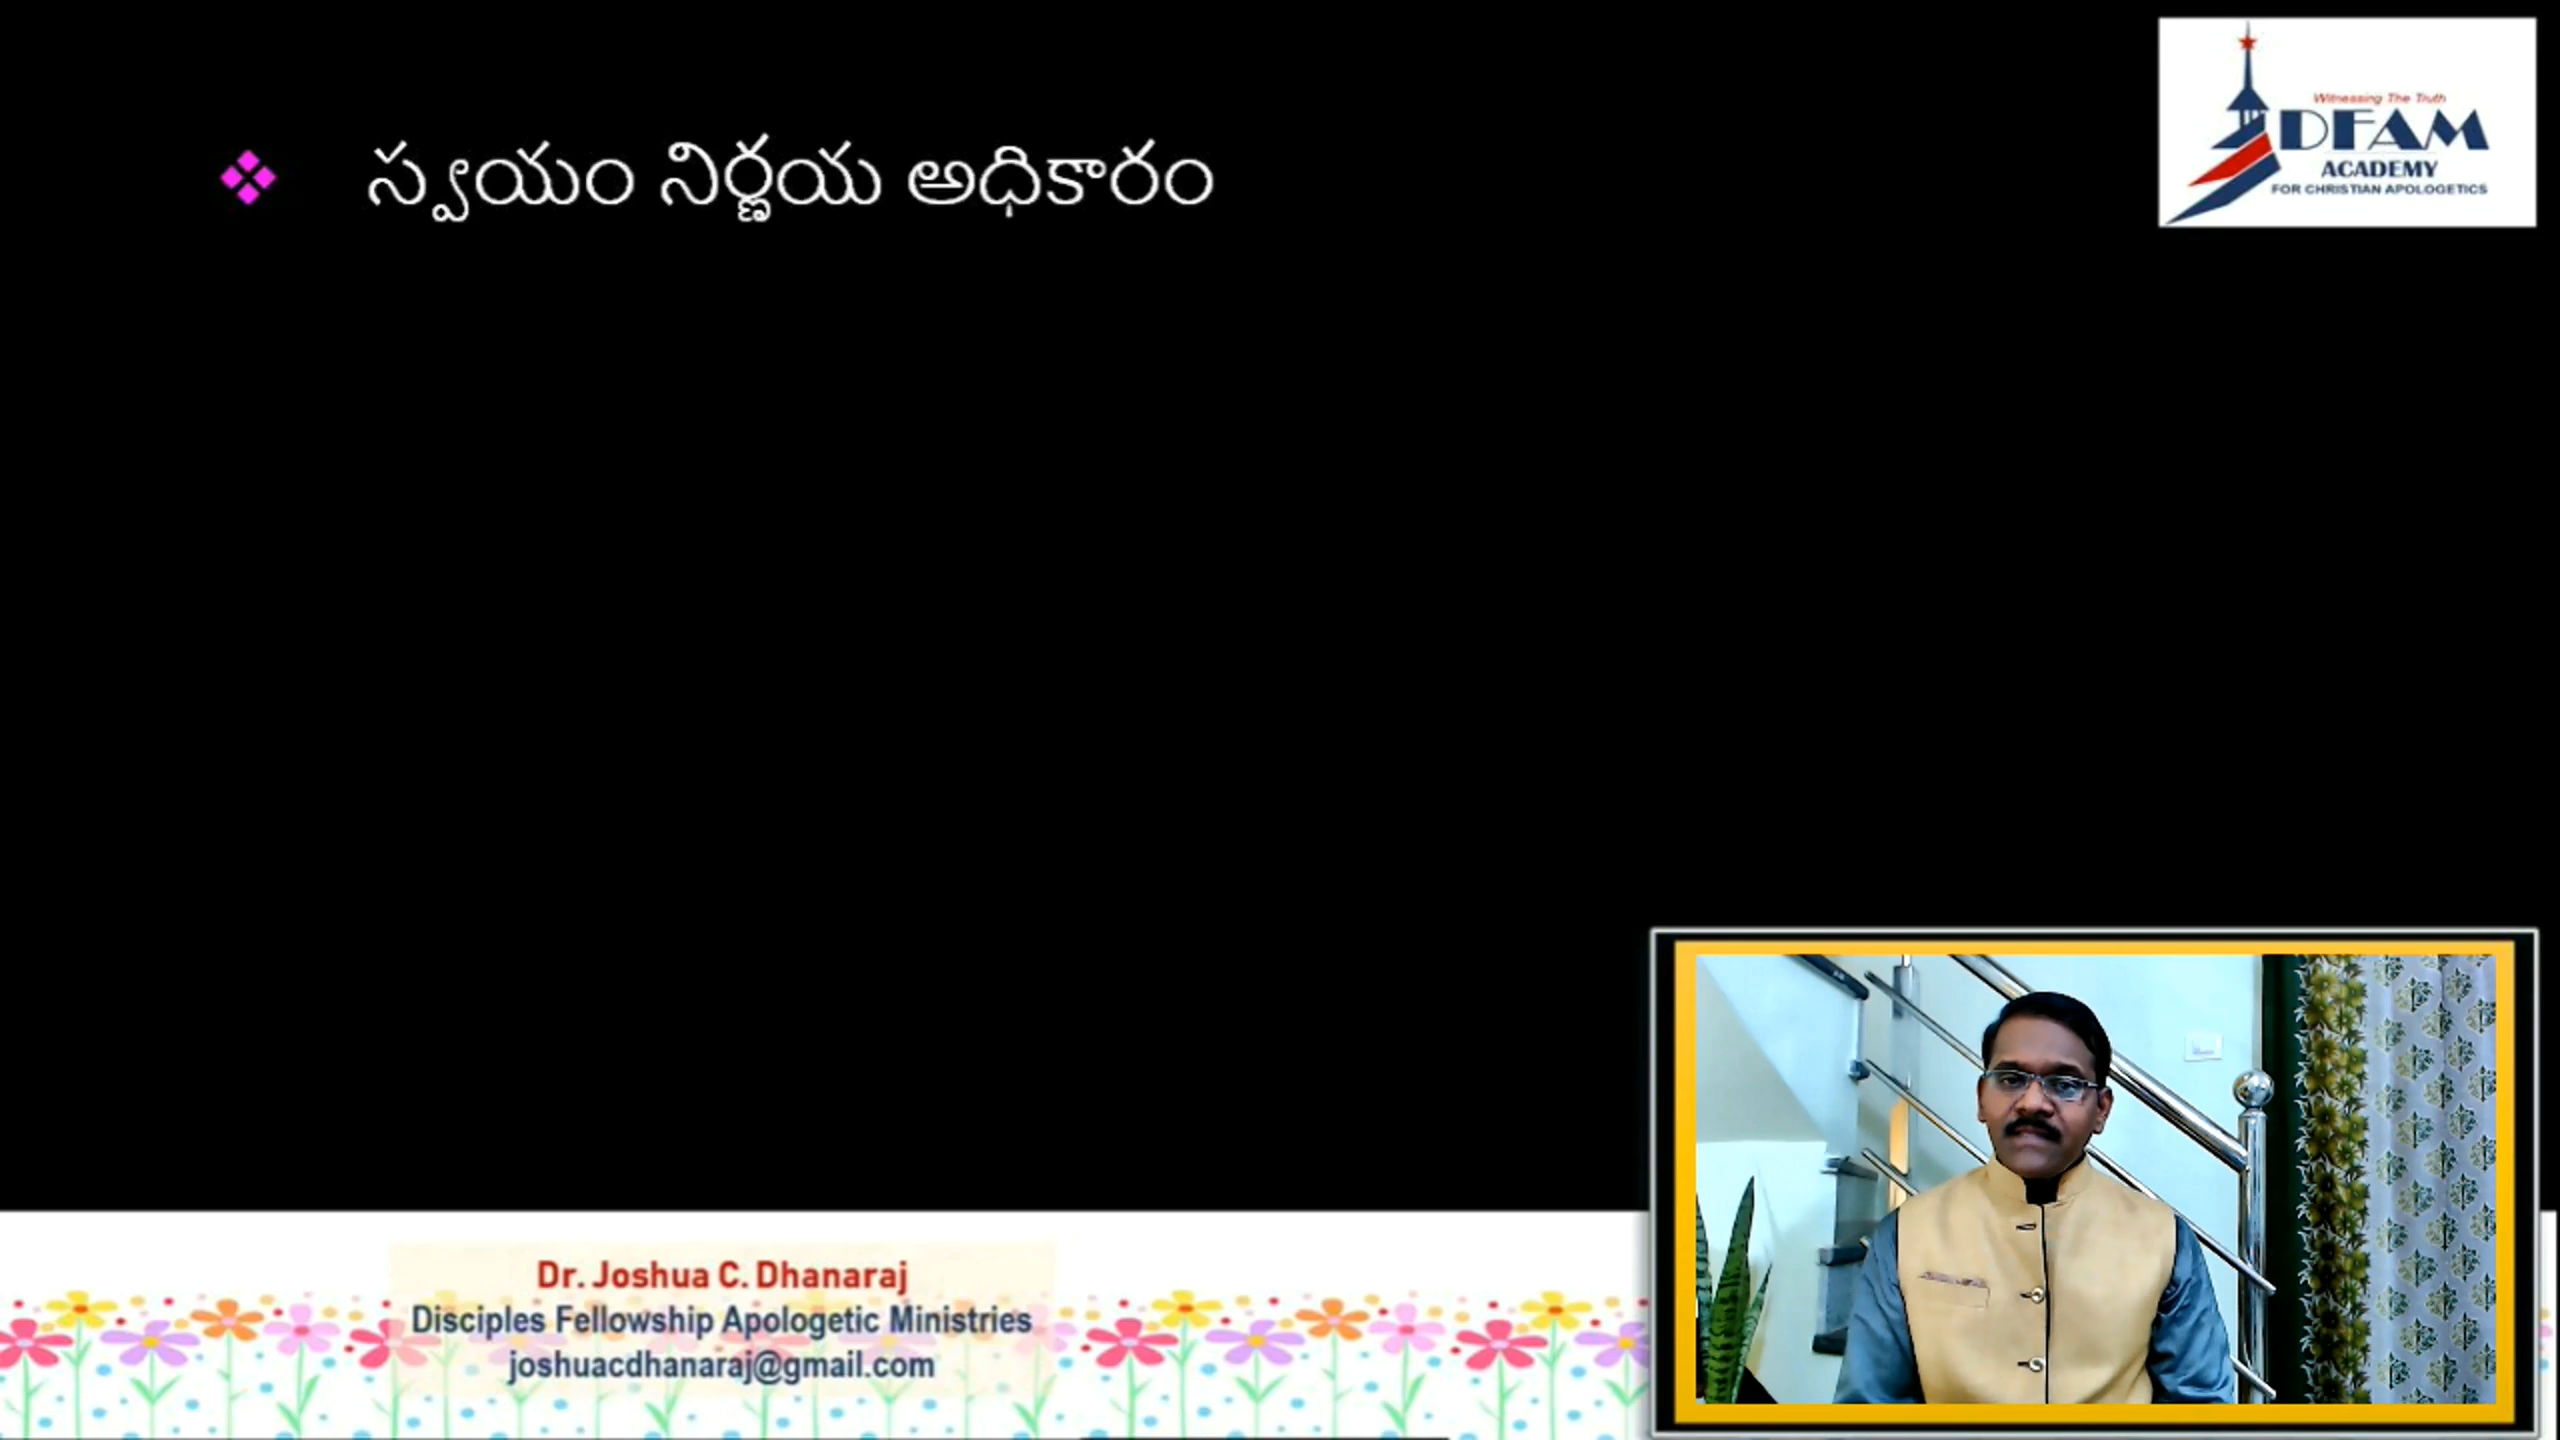 ❖ స్వయం నిర్ణయ అధికారం
Witnessing The Truth
DFAM
ACADEMY
FOR CHRISTIAN APOLOGETICS
Dr. Joshua C. Dhanaraj
Disciples Fellowship Apologetic Ministries
joshuacdhanaraj@gmail.com